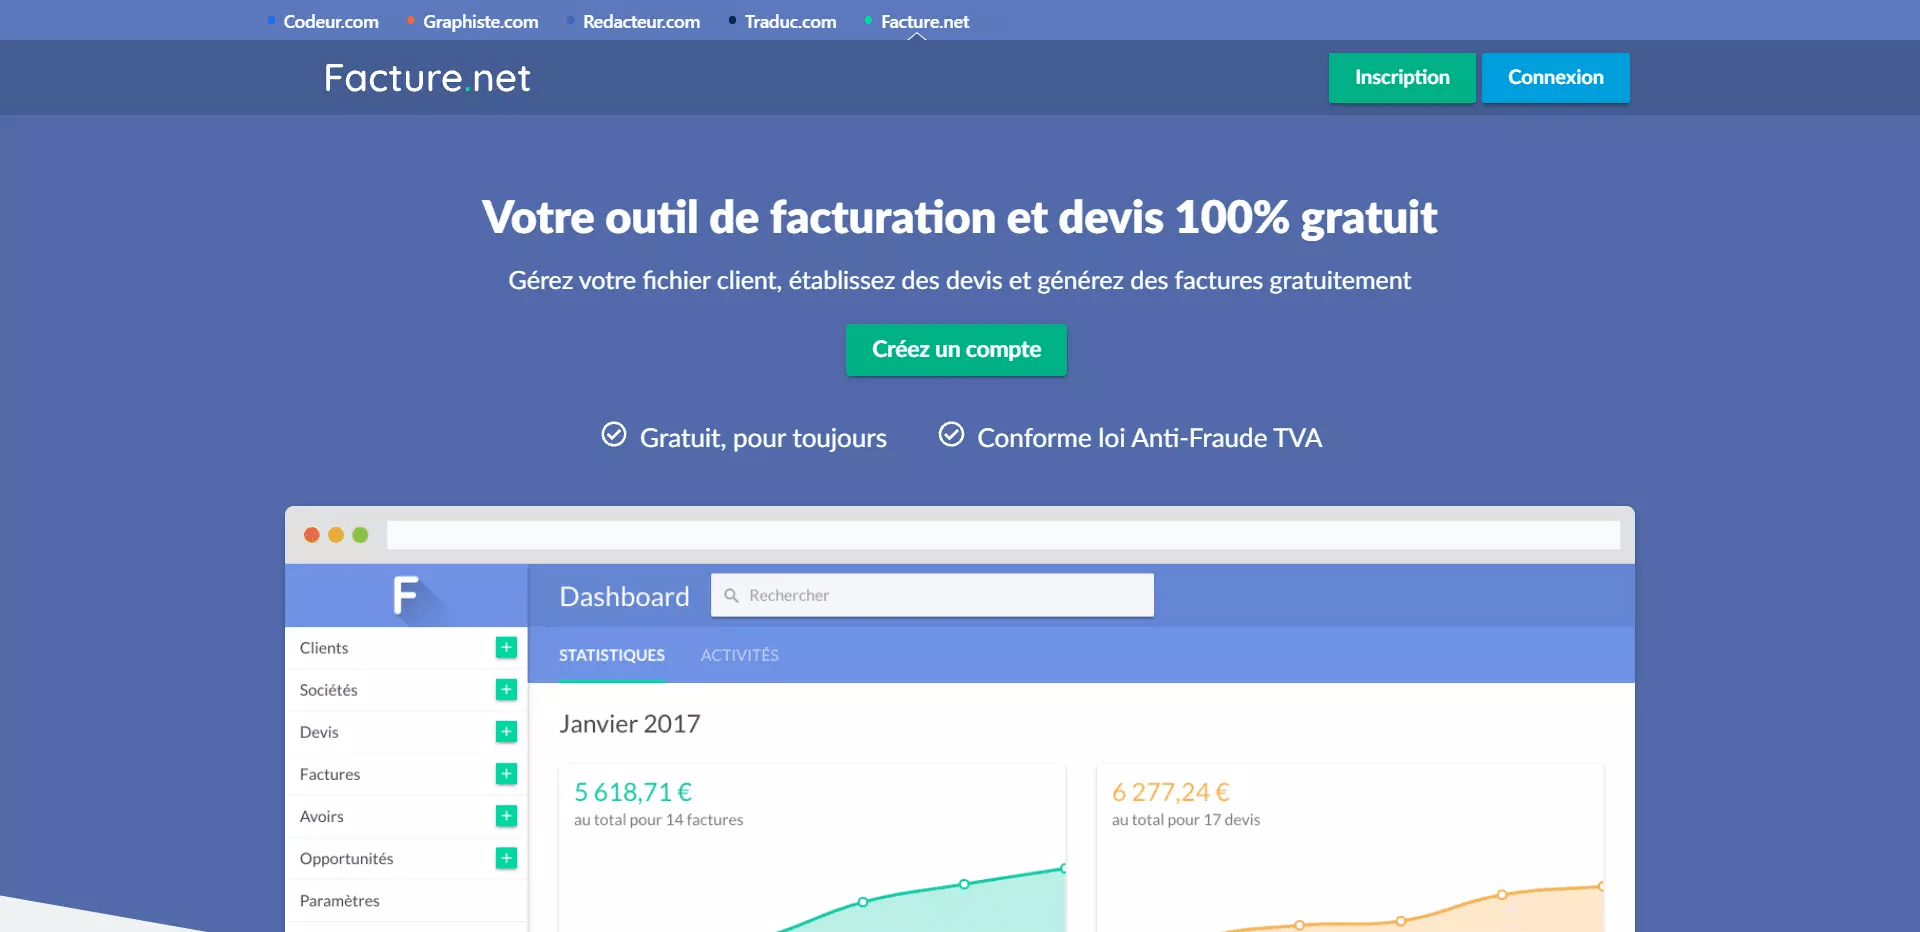 Codeur.com Graphiste.com Redacteur.com Traduc.com Facture.net
Facture.net
Inscription Connexion
Votre outil de facturation et devis 100% gratuit
Gérez votre fichier client, établissez des devis et générez des factures gratuitement
Créez un compte
Gratuit, pour toujours Conforme loi Anti-Fraude TVA
F Dashboard Rechercher
Clients
STATISTIQUES ACTIVITÉS
Sociétés
Devis
Factures
Avoirs
Opportunités
Paramètres
Janvier 2017
5 618,71 €
au total pour 14 factures
6 277,24 €
au total pour 17 devis